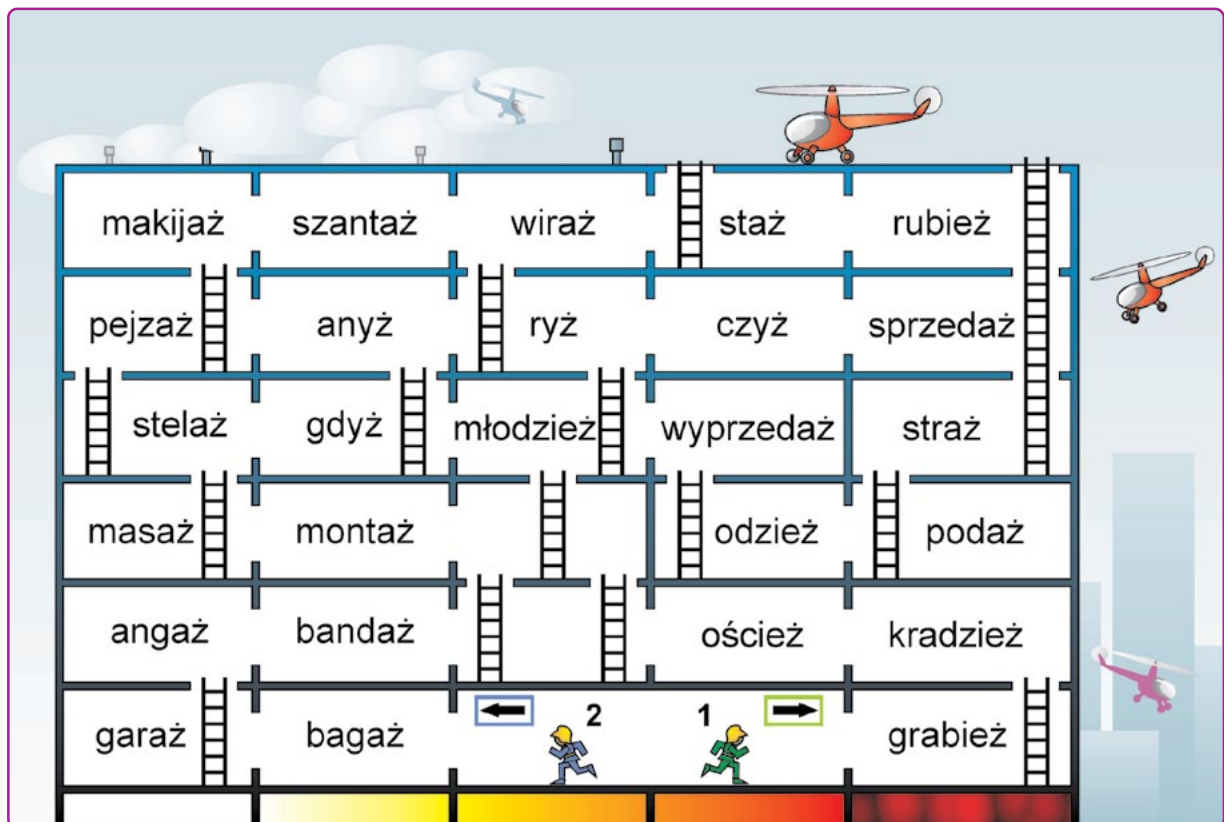 makijaż szantaż wiraż staż rubież
pejzaż anyż ryż czyż sprzedaż
stelaż gdyż młodzież wyprzedaż straż
masaż montaż odzież podaż
angaż bandaż oścież kradzież
2 1
garaż bagaż grabież